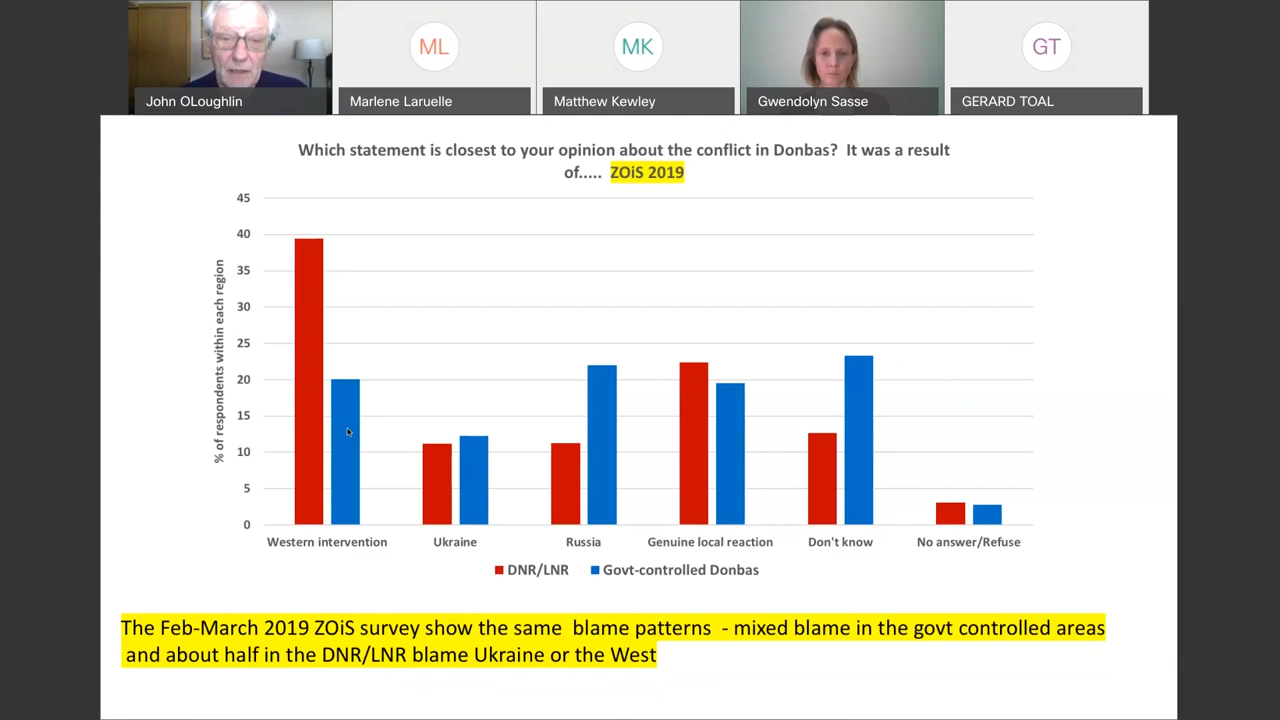 ML
MK
GT
John OLoughlin
Marlene Laruelle
Matthew Kewley
Gwendolyn Sasse
GERARD TOAL
Which statement is closest to your opinion about the conflict in Donbas?  It was a result
of.....  ZOiS 2019
% of respondents within each region
45
40
35
30
25
20
15
10
5
0
Western intervention
Ukraine
Russia
Genuine local reaction
Don't know
No answer/Refuse
DNR/LNR
Govt-controlled Donbas
The Feb-March 2019 ZOiS survey show the same  blame patterns  - mixed blame in the govt controlled areas
and about half in the DNR/LNR blame Ukraine or the West